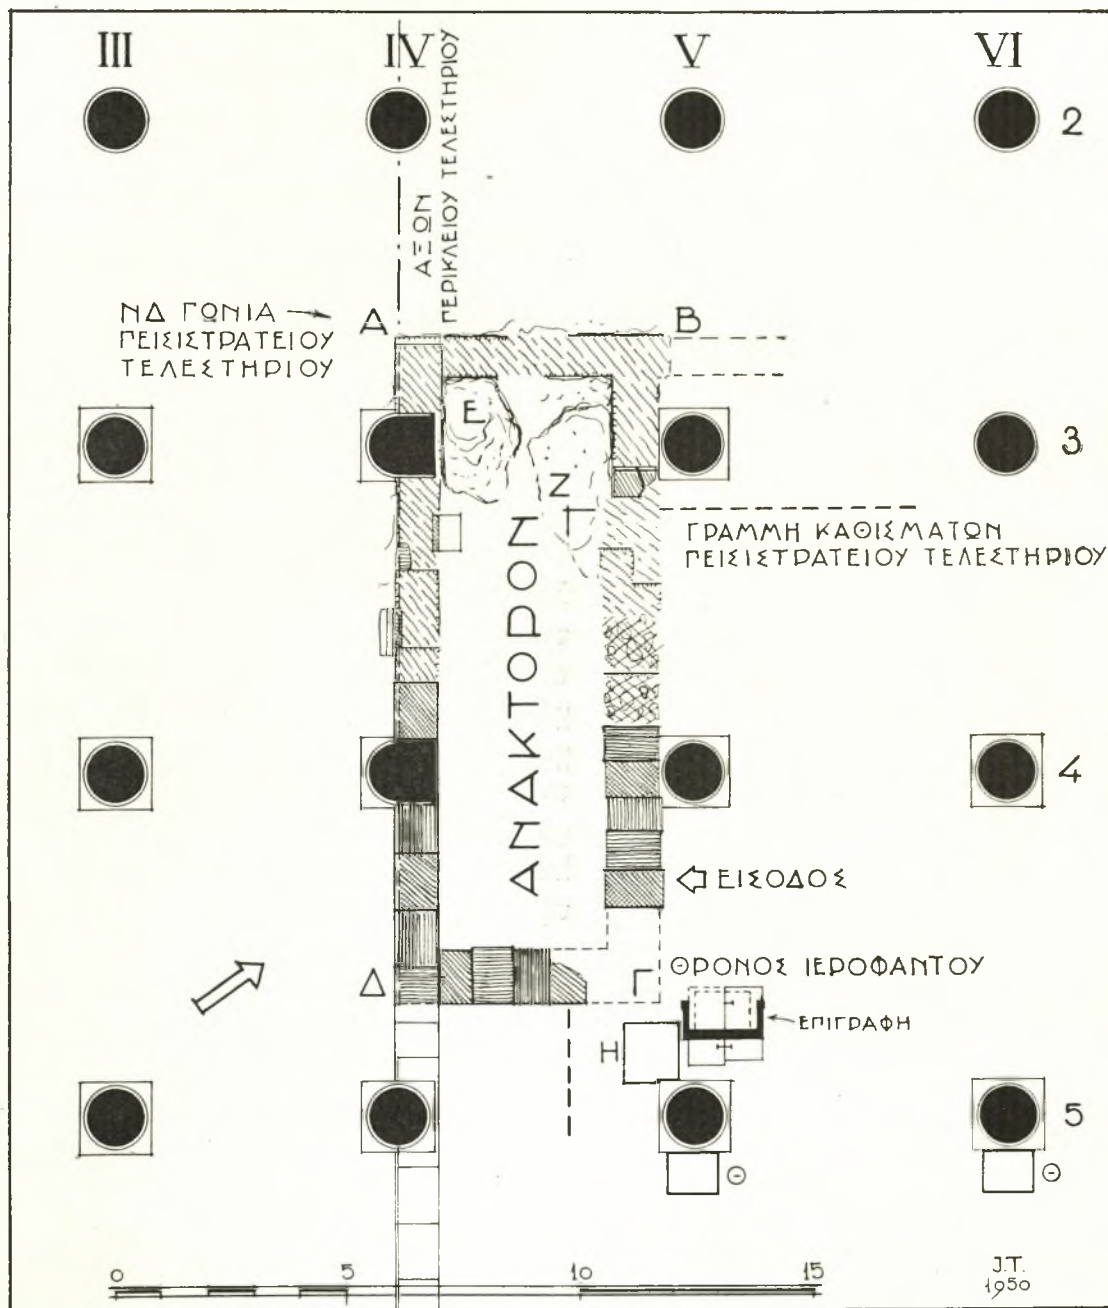 III IV V VI
2
ΑΞΩΝ
ΠΕΡΙΚΛΕΙΟΥ ΤΕΛΕΣΤΗΡΙΟΥ
ΝΔ ΓΩΝΙΑ
ΠΕΙΣΙΣΤΡΑΤΕΙΟΥ
ΤΕΛΕΣΤΗΡΙΟΥ
Α Β
Ε
3
Ζ
ΓΡΑΜΜΗ ΚΑΘΙΣΜΑΤΩΝ
ΠΕΙΣΙΣΤΡΑΤΕΙΟΥ ΤΕΛΕΣΤΗΡΙΟΥ
ΑΝΑΚΤΟΡΟΝ
4
ΕΙΣΟΔΟΣ
Δ Γ
ΘΡΟΝΟΣ ΙΕΡΟΦΑΝΤΟΥ
ΕΠΙΓΡΑΦΗ
Η
5
Θ Θ
0 5 10 15
J.T.
1950